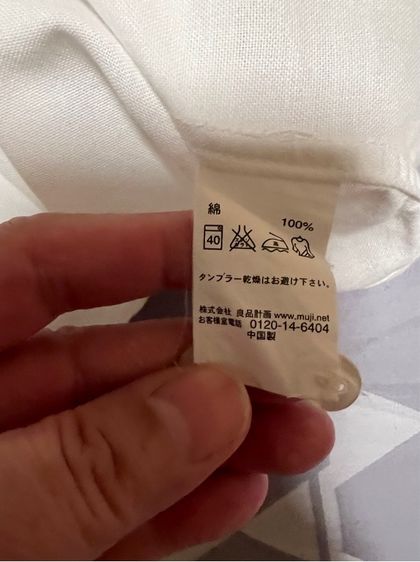 綿
100%
40
タンブラー乾燥はお避け下さい。
株式会社 良品計画 www.muji.net
お客様室電話 0120-14-6404
中国製